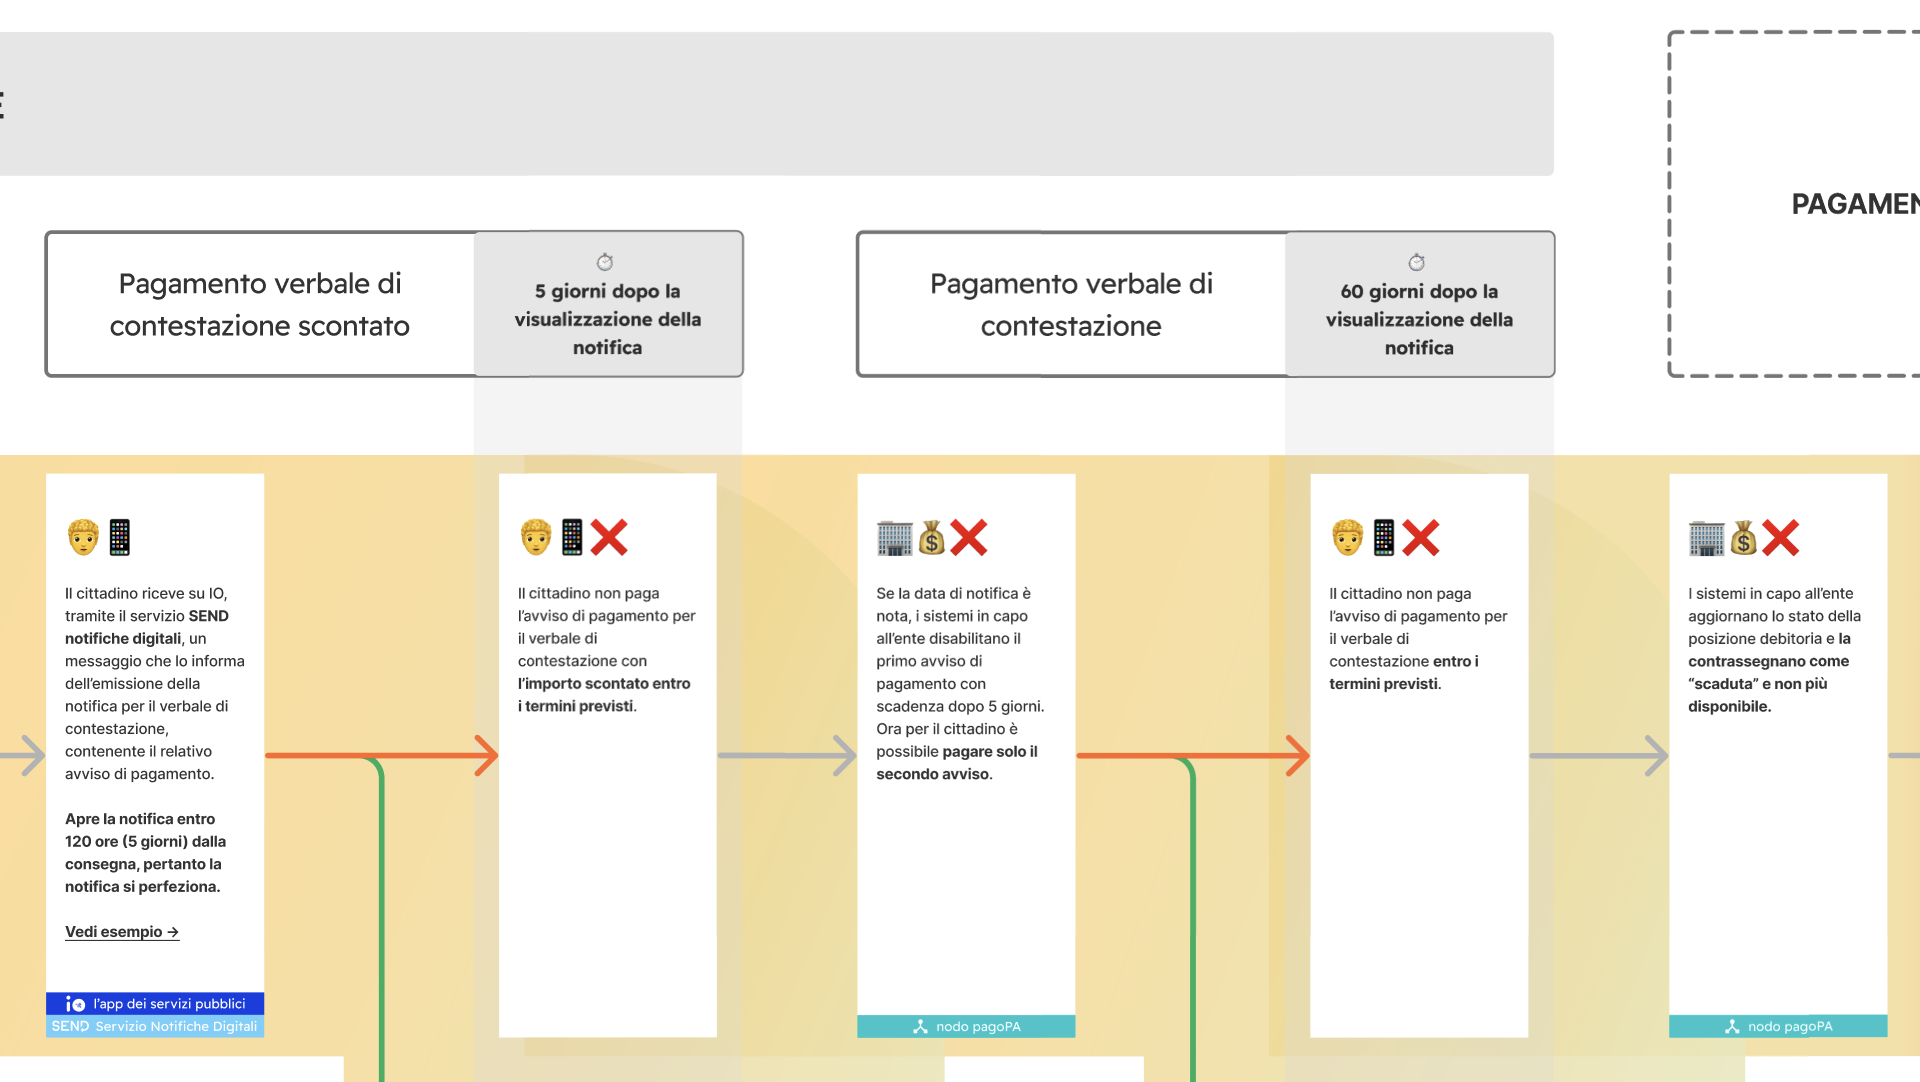 E
PAGAMEN
Pagamento verbale di
contestazione scontato
5 giorni dopo la
visualizzazione della
notifica
Pagamento verbale di
contestazione
60 giorni dopo la
visualizzazione della
notifica
Il cittadino riceve su IO,
tramite il servizio SEND
notifiche digitali, un
messaggio che lo informa
dell’emissione della
notifica per il verbale di
contestazione,
contenente il relativo
avviso di pagamento.
Apre la notifica entro
120 ore (5 giorni) dalla
consegna, pertanto la
notifica si perfeziona.
Vedi esempio →
io l’app dei servizi pubblici
SEND Servizio Notifiche Digitali
Il cittadino non paga
l’avviso di pagamento per
il verbale di
contestazione con
l’importo scontato entro
i termini previsti.
Se la data di notifica è
nota, i sistemi in capo
all’ente disabilitano il
primo avviso di
pagamento con
scadenza dopo 5 giorni.
Ora per il cittadino è
possibile pagare solo il
secondo avviso.
nodo pagoPA
Il cittadino non paga
l’avviso di pagamento per
il verbale di
contestazione entro i
termini previsti.
I sistemi in capo all’ente
aggiornano lo stato della
posizione debitoria e la
contrassegnano come
“scaduta” e non più
disponibile.
nodo pagoPA